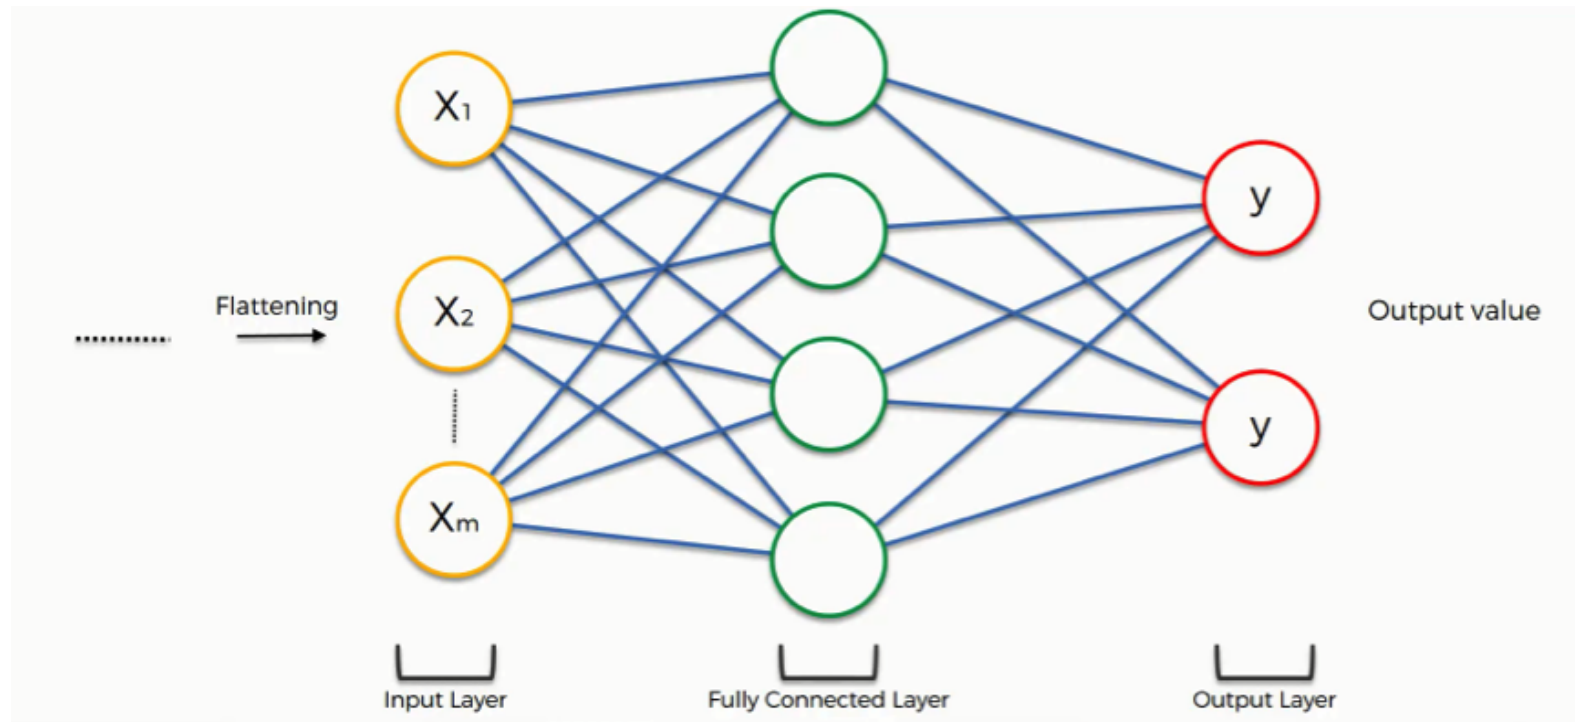 X₁
Flattening
X₂
Xₘ
y
y
Output value
Input Layer
Fully Connected Layer
Output Layer